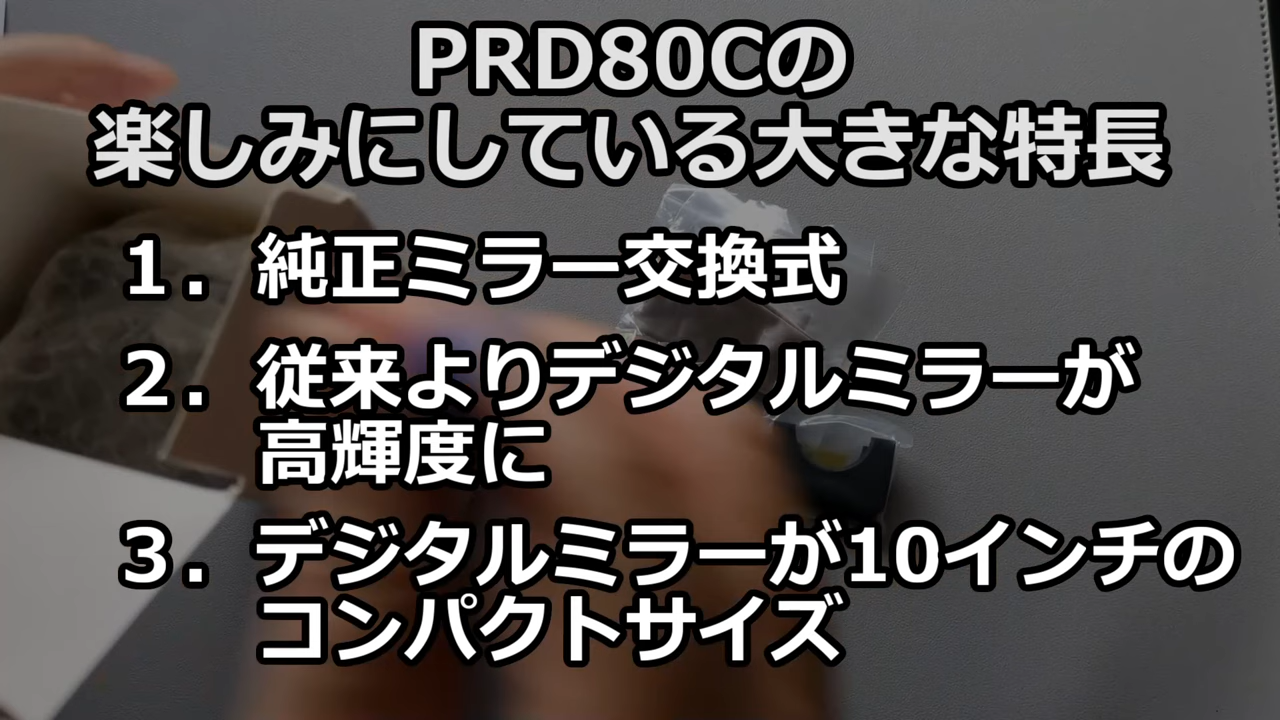 PRD80Cの
楽しみにしている大きな特長
１．純正ミラー交換式
２．従来よりデジタルミラーが
高輝度に
３．デジタルミラーが10インチの
コンパクトサイズ